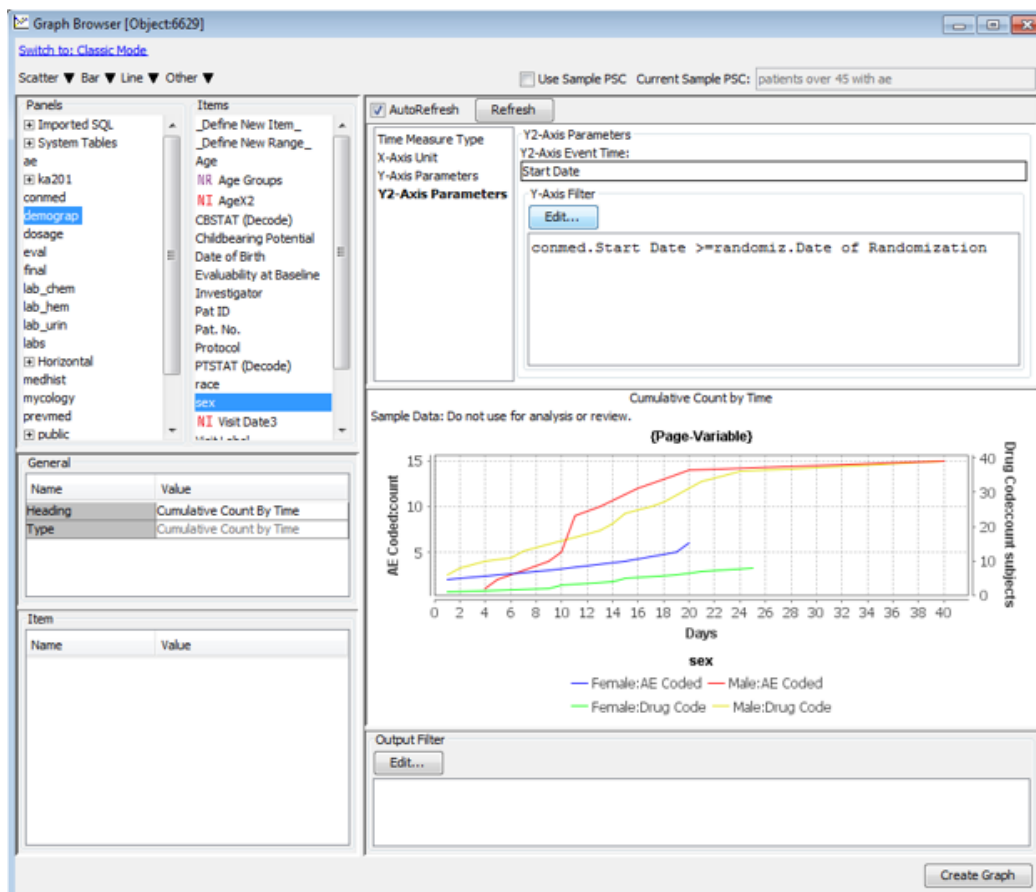 Graph Browser [Object:6629]
Switch to: Classic Mode
Scatter ▼ Bar ▼ Line ▼ Other ▼
Use Sample PSC Current Sample PSC: patients over 45 with ae
Panels
Imported SQL
System Tables
ae
ka201
conmed
demograp
dosage
eval
final
lab_chem
lab_hem
lab_urin
labs
Horizontal
medhist
mycology
prevmed
public
Items
_Define New Item_
_Define New Range_
Age
NR Age Groups
NI AgeX2
CBSTAT (Decode)
Childbearing Potential
Date of Birth
Evaluability at Baseline
Investigator
Pat ID
Pat. No.
Protocol
PTSTAT (Decode)
race
sex
NI Visit Date3
Visit Label
General
Name Value
Heading Cumulative Count By Time
Type Cumulative Count By Time
Item
Name Value
AutoRefresh Refresh
Time Measure Type
X-Axis Unit
Y-Axis Parameters
Y2-Axis Parameters
Y2-Axis Parameters
Y2-Axis Event Time:
Start Date
Y-Axis Filter
Edit...
conmed.Start Date >=randomiz.Date of Randomization
Cumulative Count by Time
Sample Data: Do not use for analysis or review.
{Page-Variable}
AE Coded:count
15
10
5
Drug Code:count subjects
40
30
20
10
0
0 2 4 6 8 10 12 14 16 18 20 22 24 26 28 30 32 34 36 38 40
Days
sex
Female:AE Coded Male:AE Coded
Female:Drug Code Male:Drug Code
Output Filter
Edit...
Create Graph